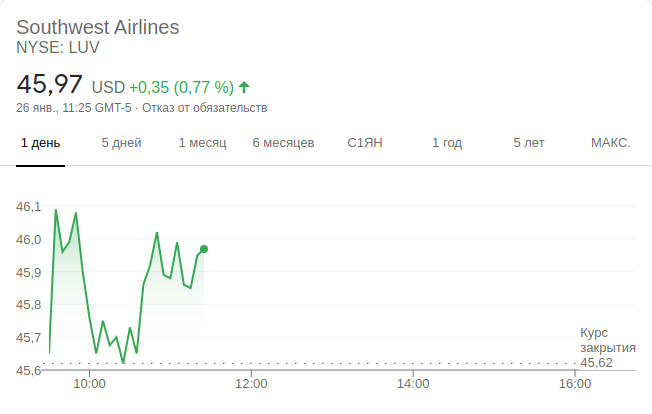 Southwest Airlines
NYSE: LUV
45,97 USD +0,35 (0,77 %)
26 янв., 11:25 GMT-5 · Отказ от обязательств
1 день 5 дней 1 месяц 6 месяцев С1ЯН 1 год 5 лет МАКС.
46,1
46,0
45,9
45,8
45,7
45,6
Курс
закрытия
45,62
10:00 12:00 14:00 16:00